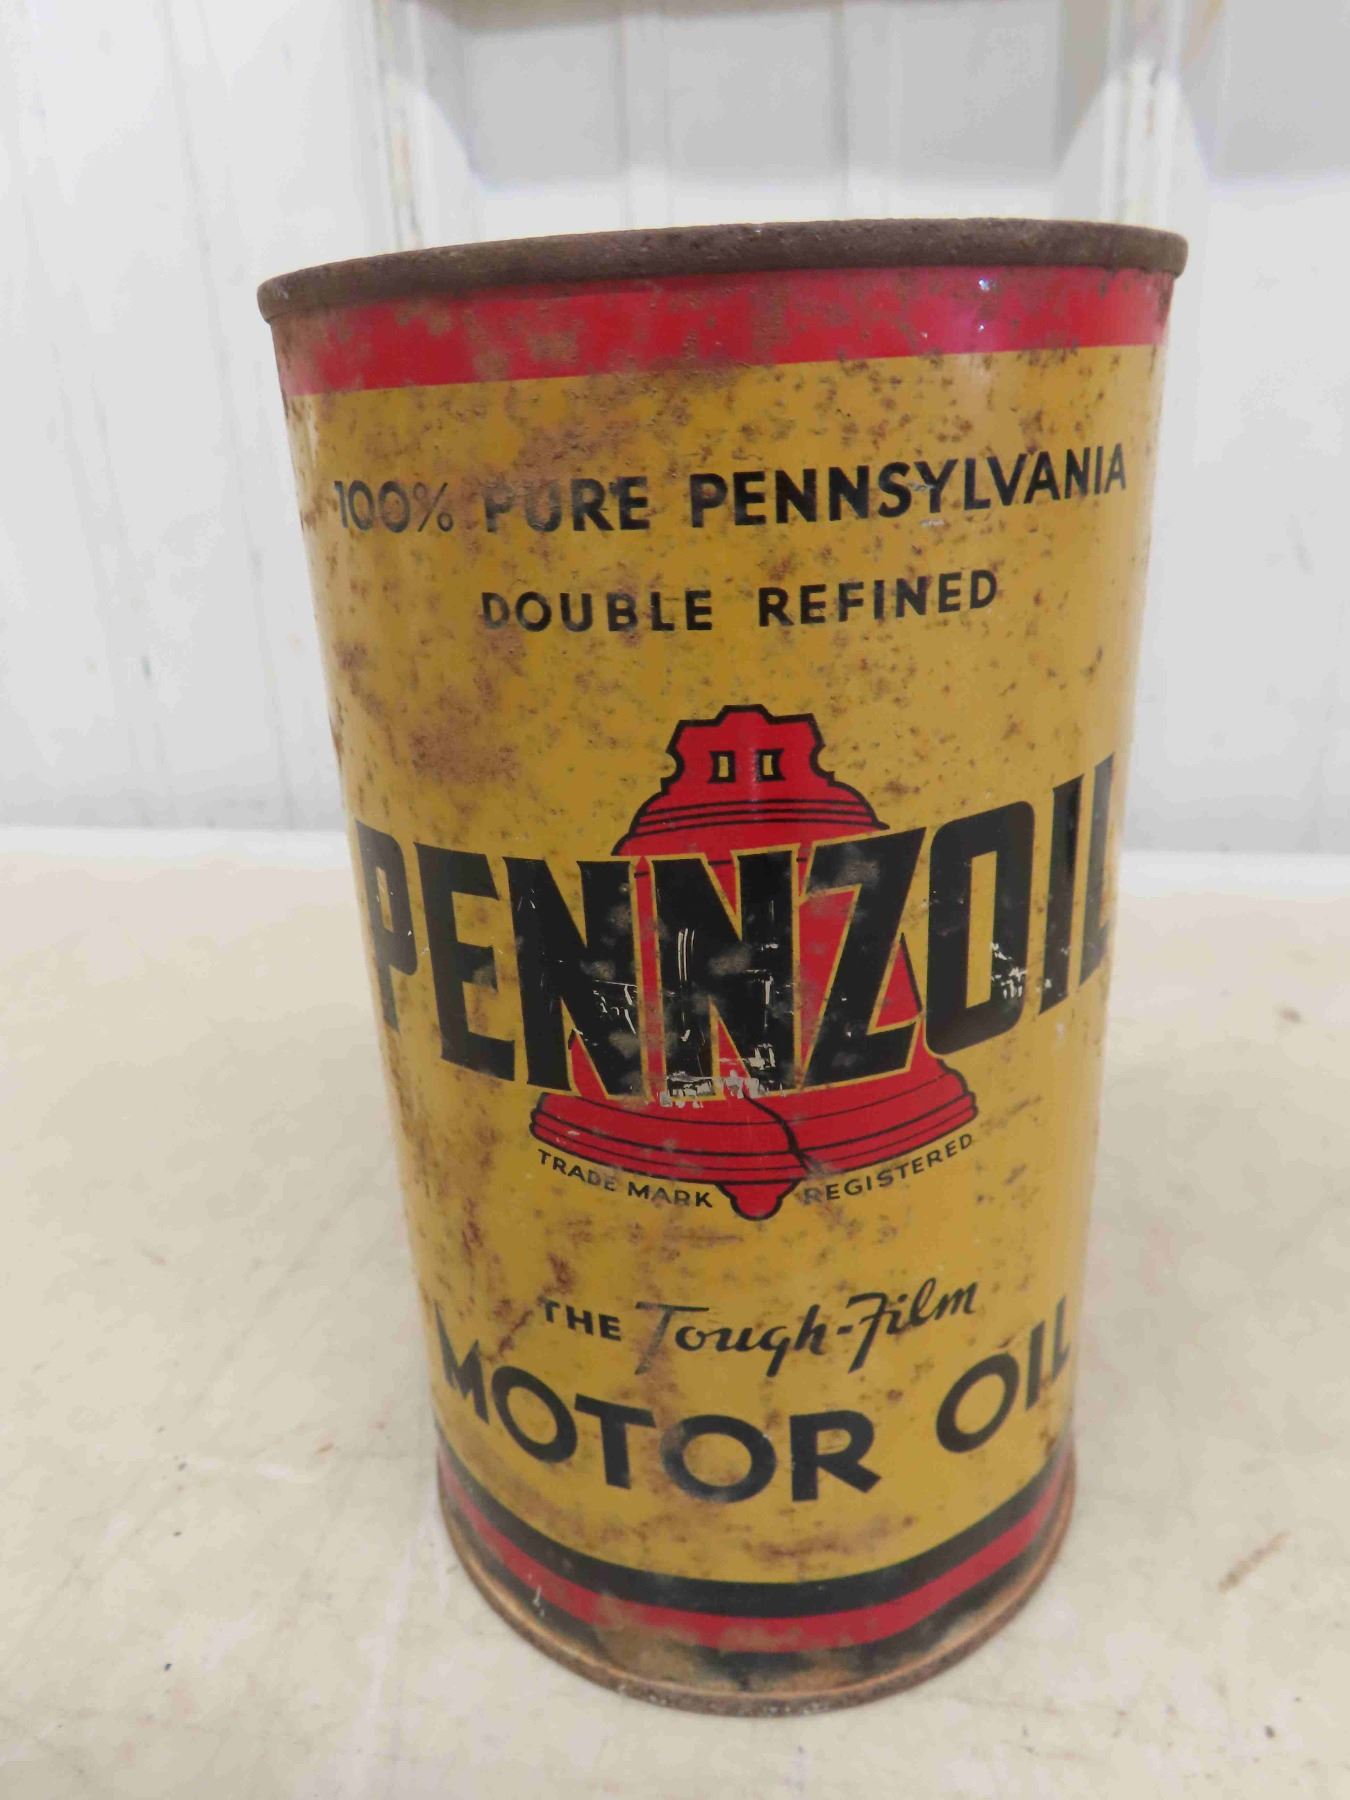 100% PURE PENNSYLVANIA
DOUBLE REFINED
PENNZOIL
TRADE MARK REGISTERED
THE Tough-Film
MOTOR OIL